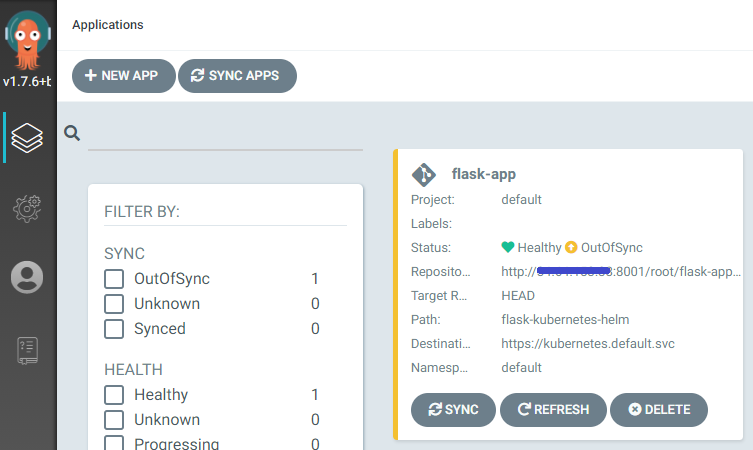 Applications
v1.7.6+b
NEW APP SYNC APPS
FILTER BY:
SYNC
OutOfSync 1
Unknown 0
Synced 0
HEALTH
Healthy 1
Unknown 0
Progressing 0
flask-app
Project: default
Labels:
Status: Healthy OutOfSync
Reposito... http:// :8001/root/flask-app...
Target R... HEAD
Path: flask-kubernetes-helm
Destinati... https://kubernetes.default.svc
Namesp... default
SYNC REFRESH DELETE